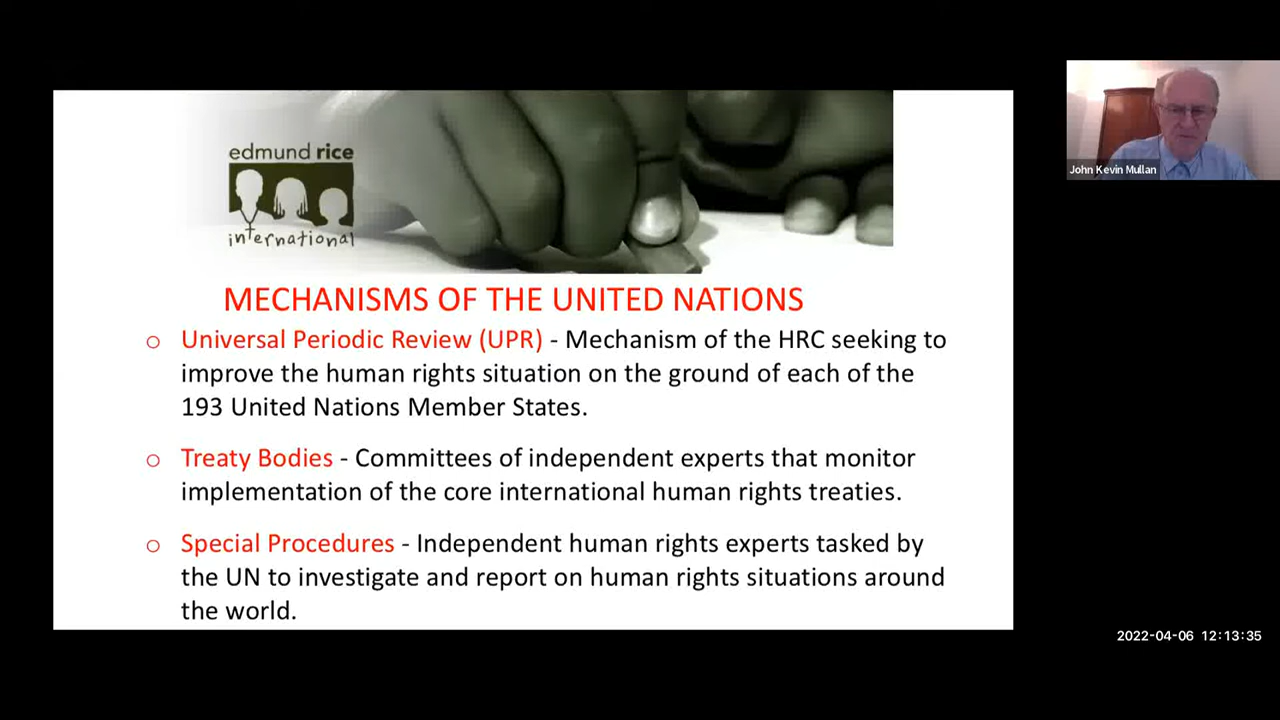 edmund rice
international
MECHANISMS OF THE UNITED NATIONS
o Universal Periodic Review (UPR) - Mechanism of the HRC seeking to
improve the human rights situation on the ground of each of the
193 United Nations Member States.
o Treaty Bodies - Committees of independent experts that monitor
implementation of the core international human rights treaties.
o Special Procedures - Independent human rights experts tasked by
the UN to investigate and report on human rights situations around
the world.
John Kevin Mullan
2022-04-06 12:13:35